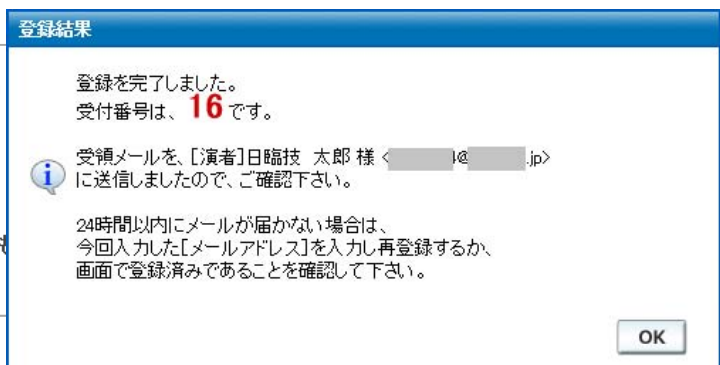 登録結果
登録を完了しました。
受付番号は、16です。
受領メールを、[演者]日臨技 太郎 様 < 4@ .jp>
に送信しましたので、ご確認下さい。
24時間以内にメールが届かない場合は、
今回入力した[メールアドレス]を入力し再登録するか、
画面で登録済みであることを確認して下さい。
OK